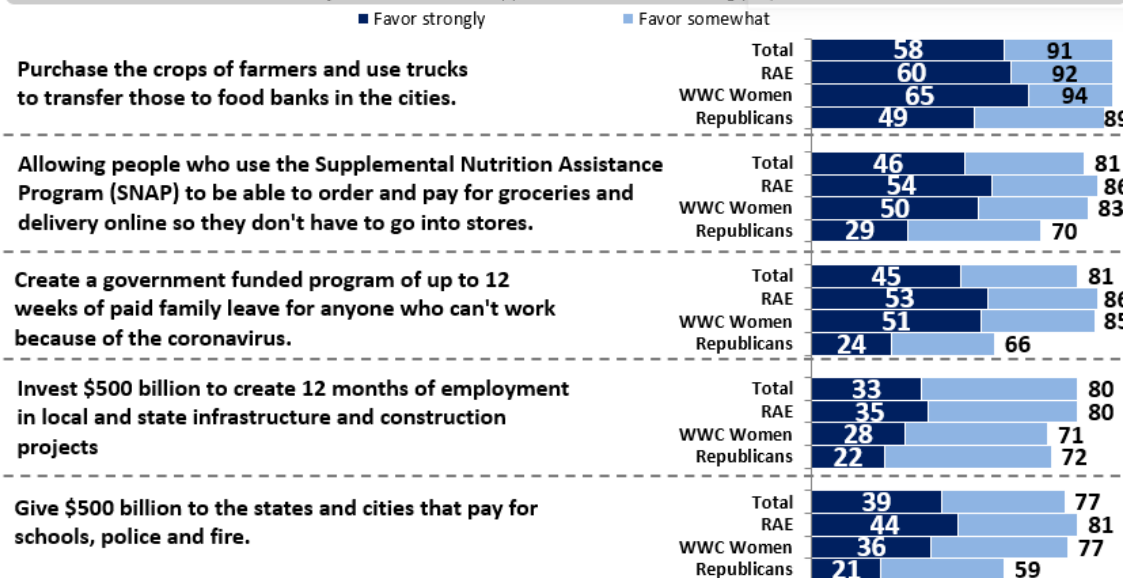 Favor strongly Favor somewhat
Purchase the crops of farmers and use trucks
to transfer those to food banks in the cities.
Total 58 91
RAE 60 92
WWC Women 65 94
Republicans 49 89
Allowing people who use the Supplemental Nutrition Assistance
Program (SNAP) to be able to order and pay for groceries and
delivery online so they don't have to go into stores.
Total 46 81
RAE 54 86
WWC Women 50 83
Republicans 29 70
Create a government funded program of up to 12
weeks of paid family leave for anyone who can't work
because of the coronavirus.
Total 45 81
RAE 53 86
WWC Women 51 85
Republicans 24 66
Invest $500 billion to create 12 months of employment
in local and state infrastructure and construction
projects
Total 33 80
RAE 35 80
WWC Women 28 71
Republicans 22 72
Give $500 billion to the states and cities that pay for
schools, police and fire.
Total 39 77
RAE 44 81
WWC Women 36 77
Republicans 21 59